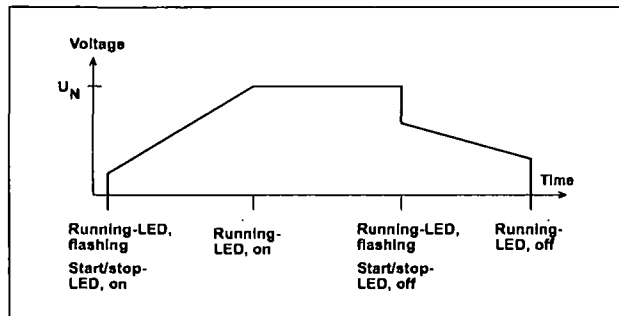 Voltage
U_N
Time
Running-LED,
flashing
Start/stop-
LED, on
Running-
LED, on
Running-LED,
flashing
Start/stop-
LED, off
Running-
LED, off